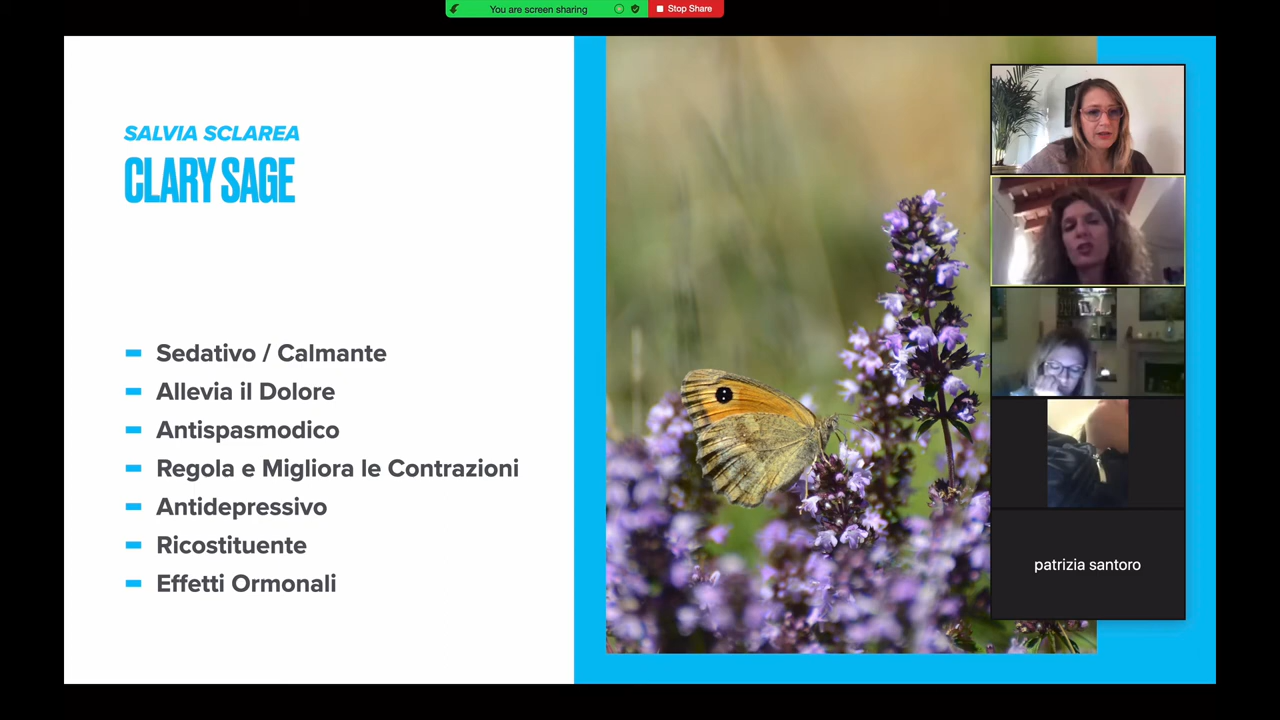 You are screen sharing
Stop Share
SALVIA SCLAREA
CLARY SAGE
Sedativo / Calmante
Allevia il Dolore
Antispasmodico
Regola e Migliora le Contrazioni
Antidepressivo
Ricostituente
Effetti Ormonali
patrizia santoro